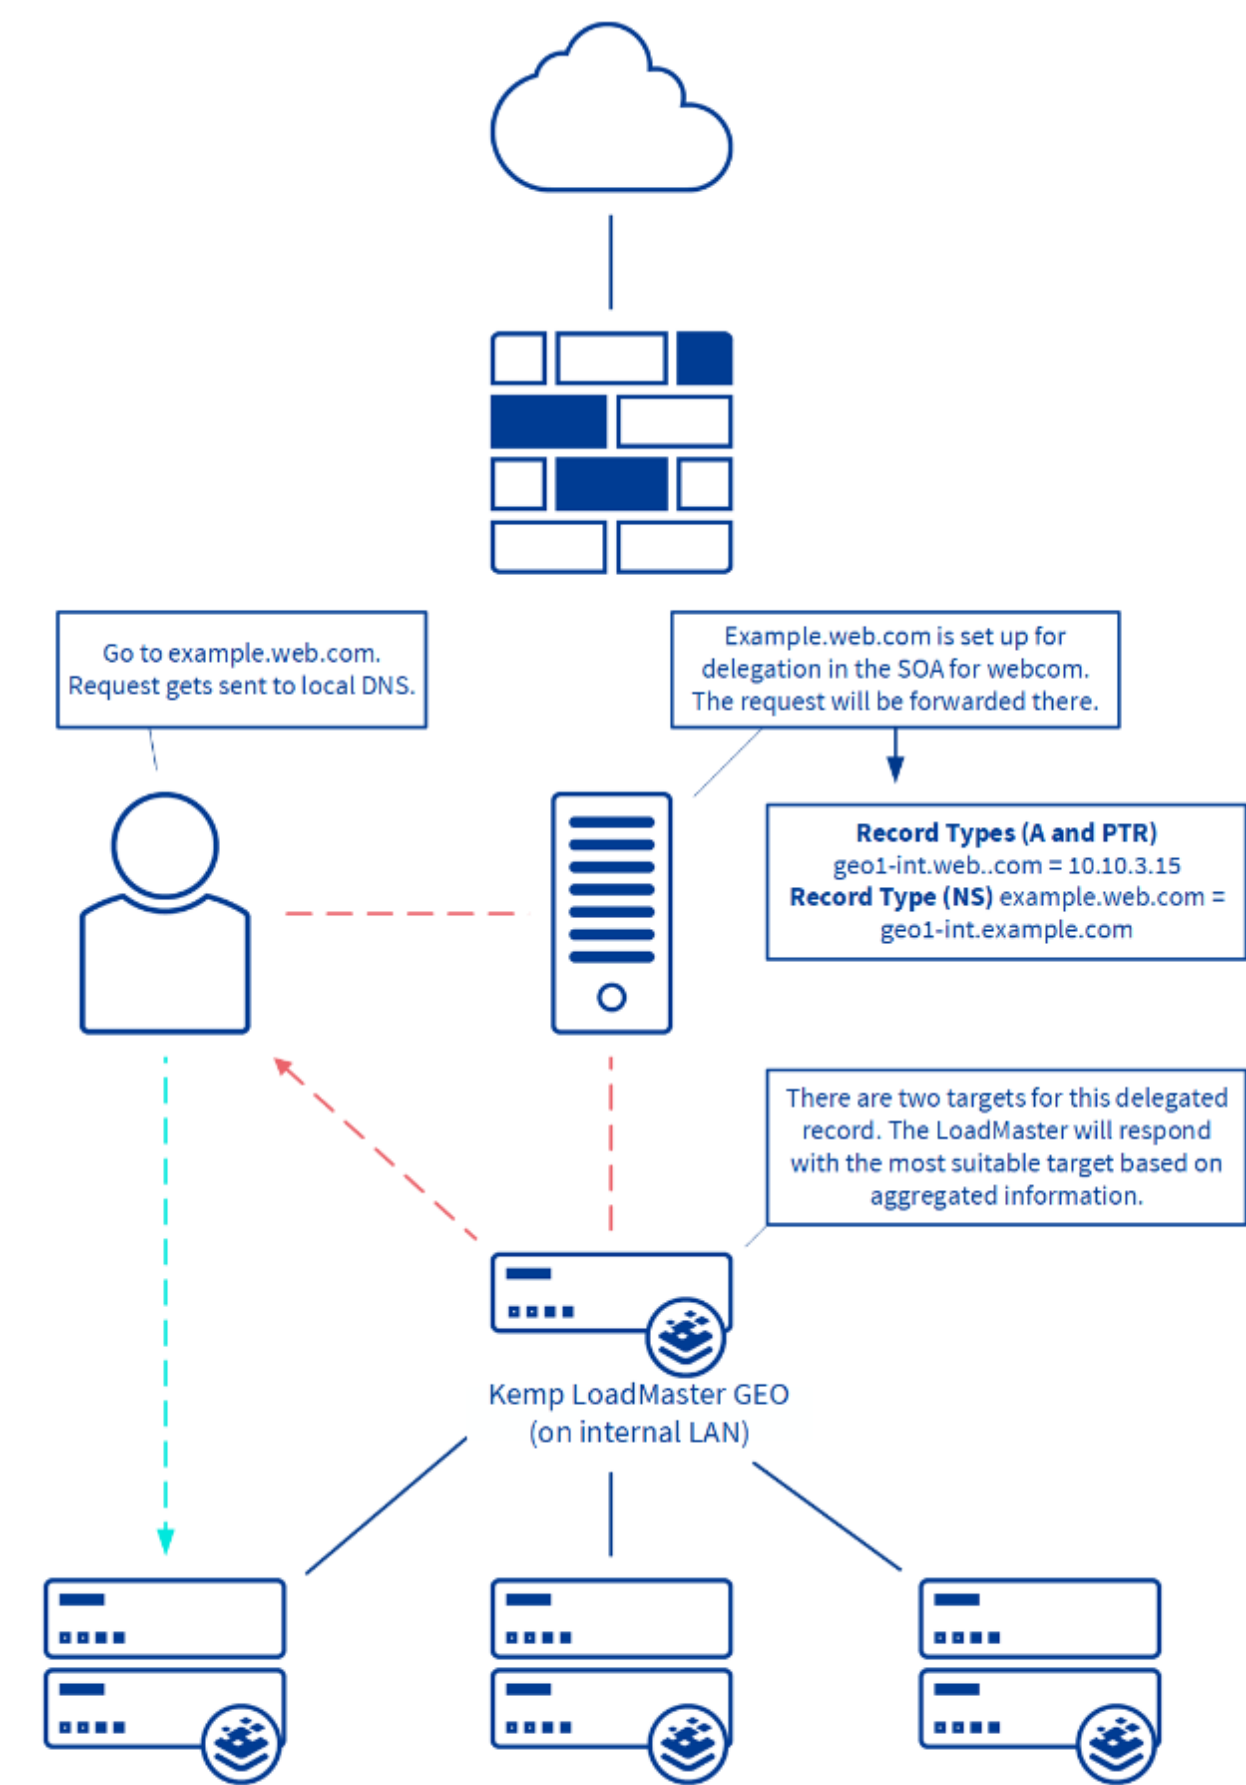 Go to example.web.com.
Request gets sent to local DNS.
Example.web.com is set up for
delegation in the SOA for webcom.
The request will be forwarded there.
Record Types (A and PTR)
geo1-int.web..com = 10.10.3.15
Record Type (NS) example.web.com =
geo1-int.example.com
There are two targets for this delegated
record. The LoadMaster will respond
with the most suitable target based on
aggregated information.
Kemp LoadMaster GEO
(on internal LAN)